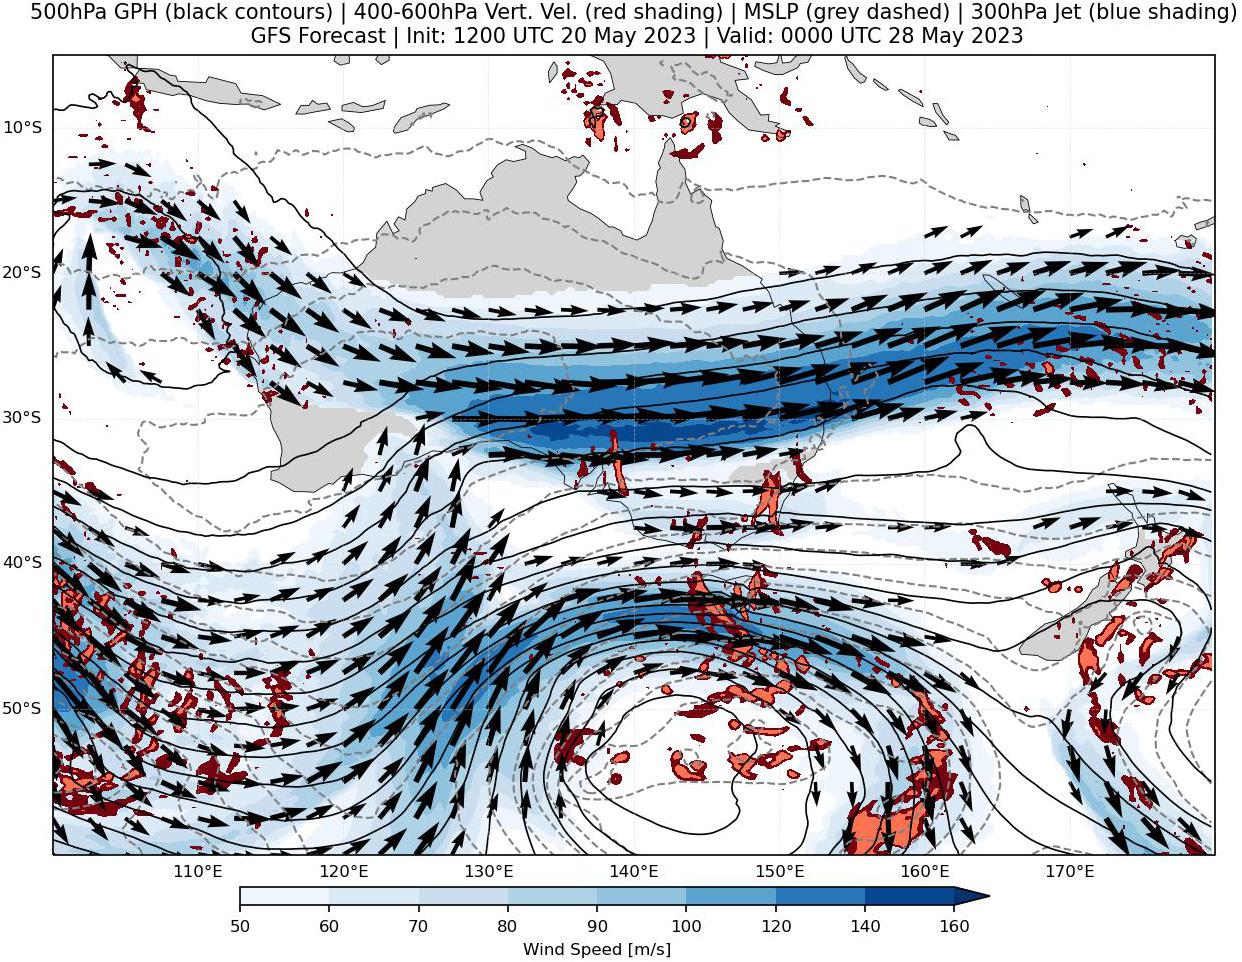 500hPa GPH (black contours) | 400-600hPa Vert. Vel. (red shading) | MSLP (grey dashed) | 300hPa Jet (blue shading)
GFS Forecast | Init: 1200 UTC 20 May 2023 | Valid: 0000 UTC 28 May 2023
10°S
20°S
30°S
40°S
50°S
110°E 120°E 130°E 140°E 150°E 160°E 170°E
50 60 70 80 90 100 120 140 160
Wind Speed [m/s]